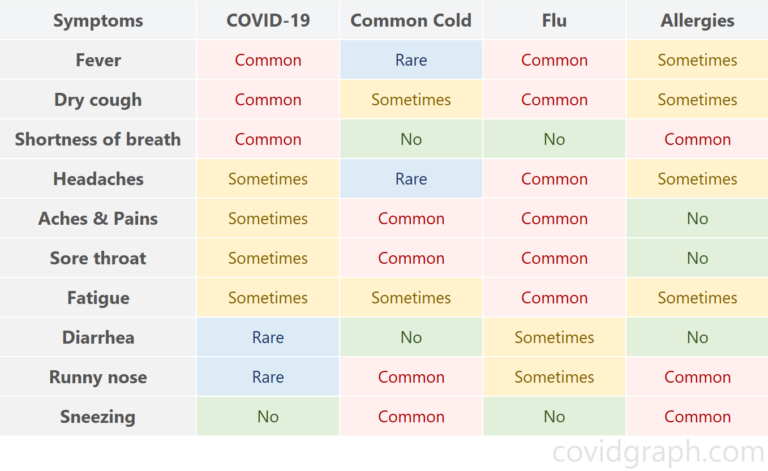 Symptoms COVID-19 Common Cold Flu Allergies
Fever Common Rare Common Sometimes
Dry cough Common Sometimes Common Sometimes
Shortness of breath Common No No Common
Headaches Sometimes Rare Common Sometimes
Aches & Pains Sometimes Common Common No
Sore throat Sometimes Common Common No
Fatigue Sometimes Sometimes Common Sometimes
Diarrhea Rare No Sometimes No
Runny nose Rare Common Sometimes Common
Sneezing No Common No Common
covidgraph.com